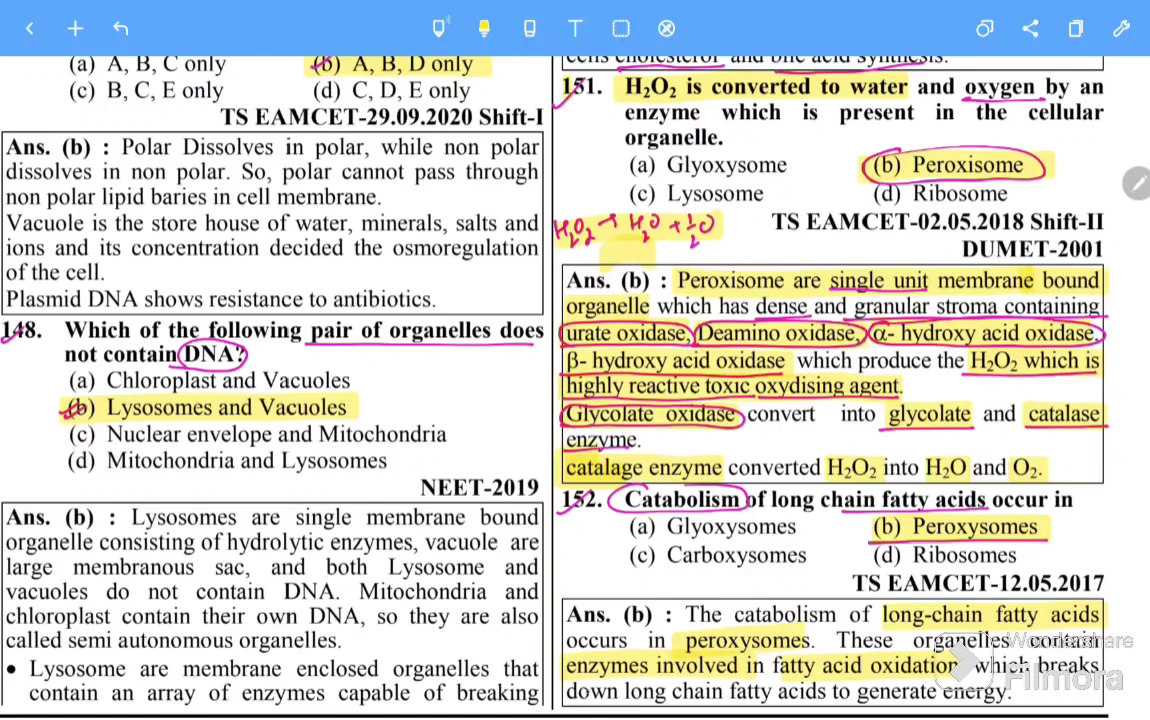 (a) A, B, C only (b) A, B, D only
(c) B, C, E only (d) C, D, E only
TS EAMCET-29.09.2020 Shift-I
Ans. (b) : Polar Dissolves in polar, while non polar
dissolves in non polar. So, polar cannot pass through
non polar lipid baries in cell membrane.
Vacuole is the store house of water, minerals, salts and
ions and its concentration decided the osmoregulation
of the cell.
Plasmid DNA shows resistance to antibiotics.
148. Which of the following pair of organelles does
not contain DNA?
(a) Chloroplast and Vacuoles
(b) Lysosomes and Vacuoles
(c) Nuclear envelope and Mitochondria
(d) Mitochondria and Lysosomes
NEET-2019
Ans. (b) : Lysosomes are single membrane bound
organelle consisting of hydrolytic enzymes, vacuole are
large membranous sac, and both Lysosome and
vacuoles do not contain DNA. Mitochondria and
chloroplast contain their own DNA, so they are also
called semi autonomous organelles.
• Lysosome are membrane enclosed organelles that
contain an array of enzymes capable of breaking
cells cholesterol and bile acid synthesis.
151. H₂O₂ is converted to water and oxygen by an
enzyme which is present in the cellular
organelle.
(a) Glyoxysome (b) Peroxisome
(c) Lysosome (d) Ribosome
H₂O₂ → H₂O + ½O₂
TS EAMCET-02.05.2018 Shift-II
DUMET-2001
Ans. (b) : Peroxisome are single unit membrane bound
organelle which has dense and granular stroma containing
urate oxidase, Deamino oxidase, α- hydroxy acid oxidase,
β- hydroxy acid oxidase which produce the H₂O₂ which is
highly reactive toxic oxydising agent.
Glycolate oxidase convert into glycolate and catalase
enzyme.
catalage enzyme converted H₂O₂ into H₂O and O₂.
152. Catabolism of long chain fatty acids occur in
(a) Glyoxysomes (b) Peroxysomes
(c) Carboxysomes (d) Ribosomes
TS EAMCET-12.05.2017
Ans. (b) : The catabolism of long-chain fatty acids
occurs in peroxysomes. These organelles contain
enzymes involved in fatty acid oxidation which breaks
down long chain fatty acids to generate energy.
Wondershare
Filmora